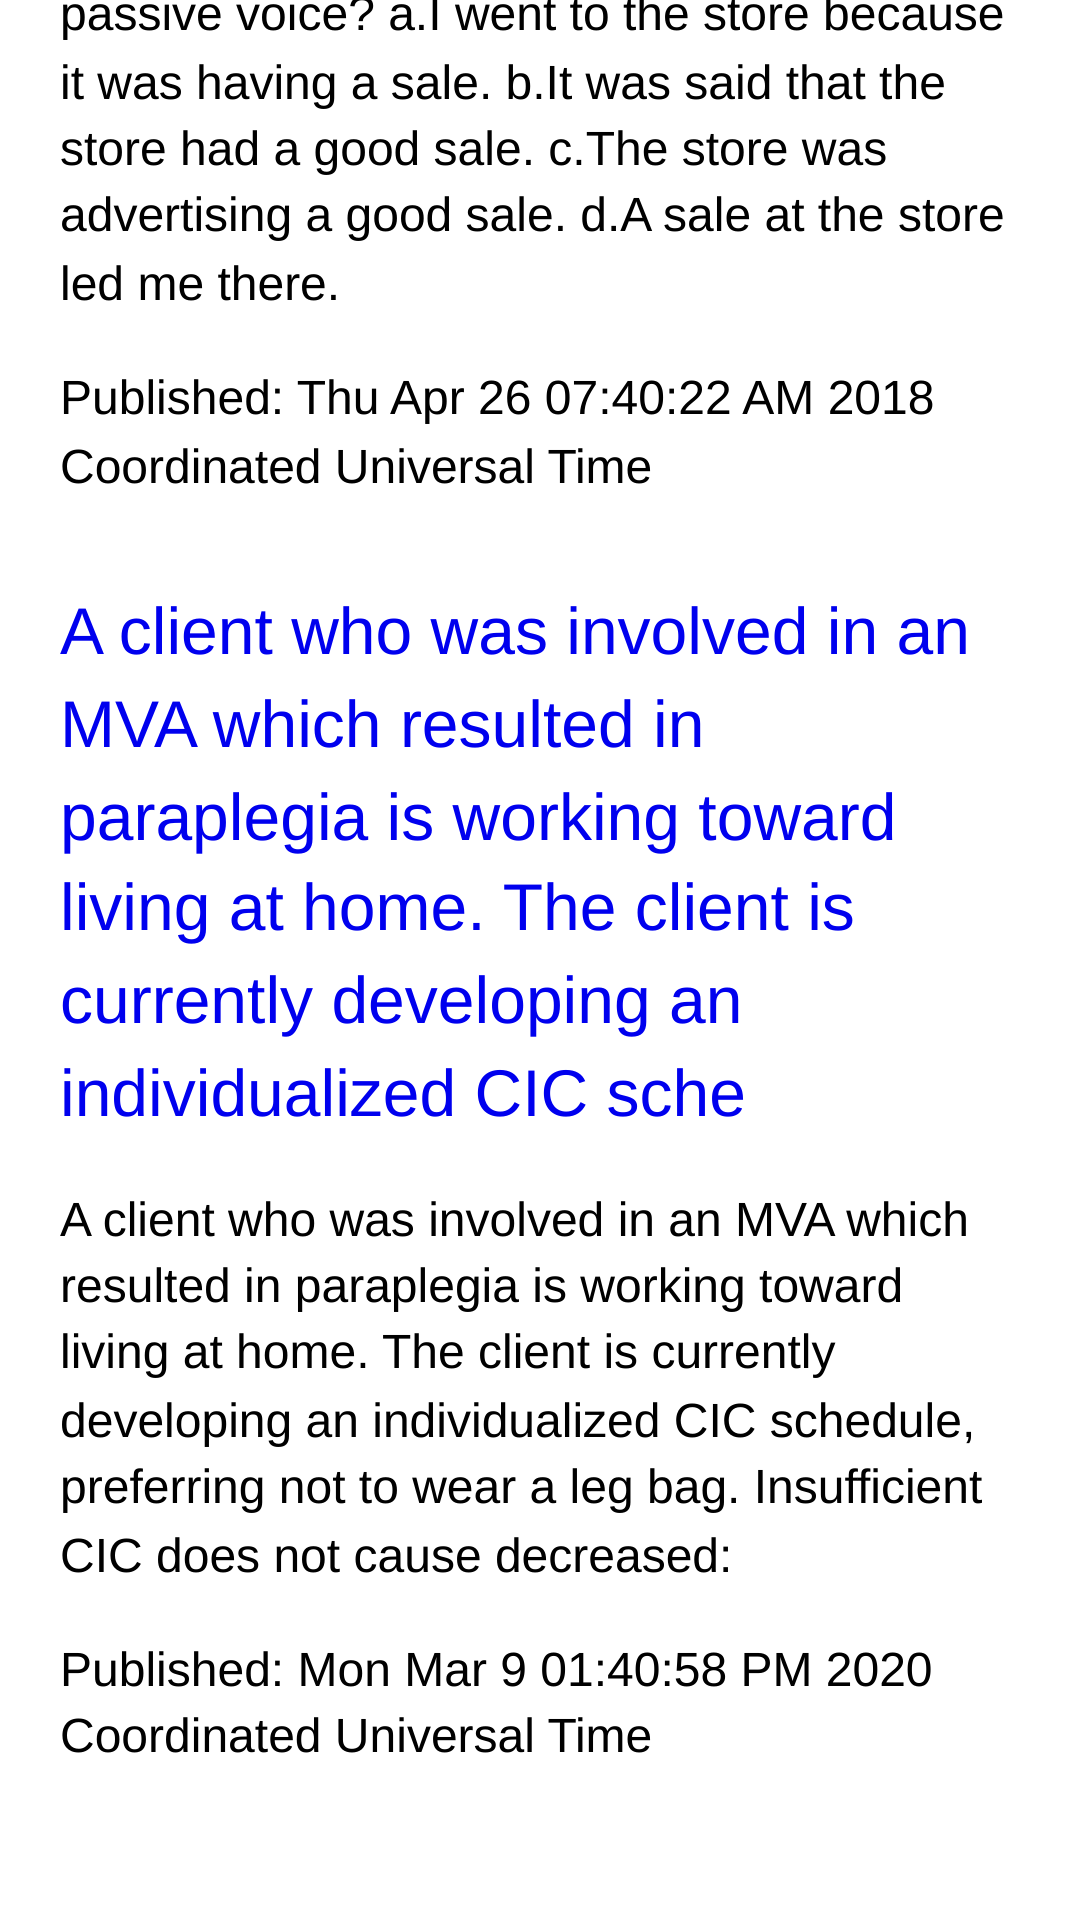 passive voice? a.I went to the store because
it was having a sale. b.It was said that the
store had a good sale. c.The store was
advertising a good sale. d.A sale at the store
led me there.
Published: Thu Apr 26 07:40:22 AM 2018
Coordinated Universal Time
A client who was involved in an
MVA which resulted in
paraplegia is working toward
living at home. The client is
currently developing an
individualized CIC sche
A client who was involved in an MVA which
resulted in paraplegia is working toward
living at home. The client is currently
developing an individualized CIC schedule,
preferring not to wear a leg bag. Insufficient
CIC does not cause decreased:
Published: Mon Mar 9 01:40:58 PM 2020
Coordinated Universal Time